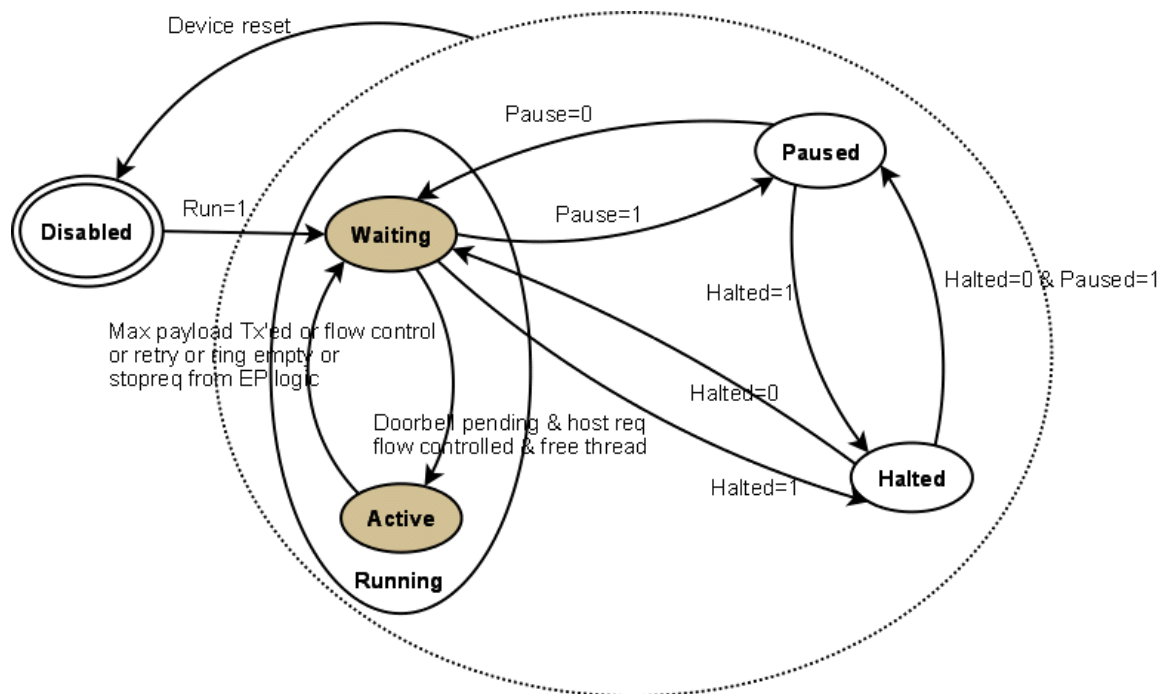 Device reset
Pause=0
Paused
Run=1
Disabled
Waiting
Pause=1
Halted=0 & Paused=1
Halted=1
Max payload Tx'ed or flow control
or retry or ring empty or
stopreq from EP logic
Halted=0
Doorbell pending & host req
flow controlled & free thread
Halted
Halted=1
Active
Running